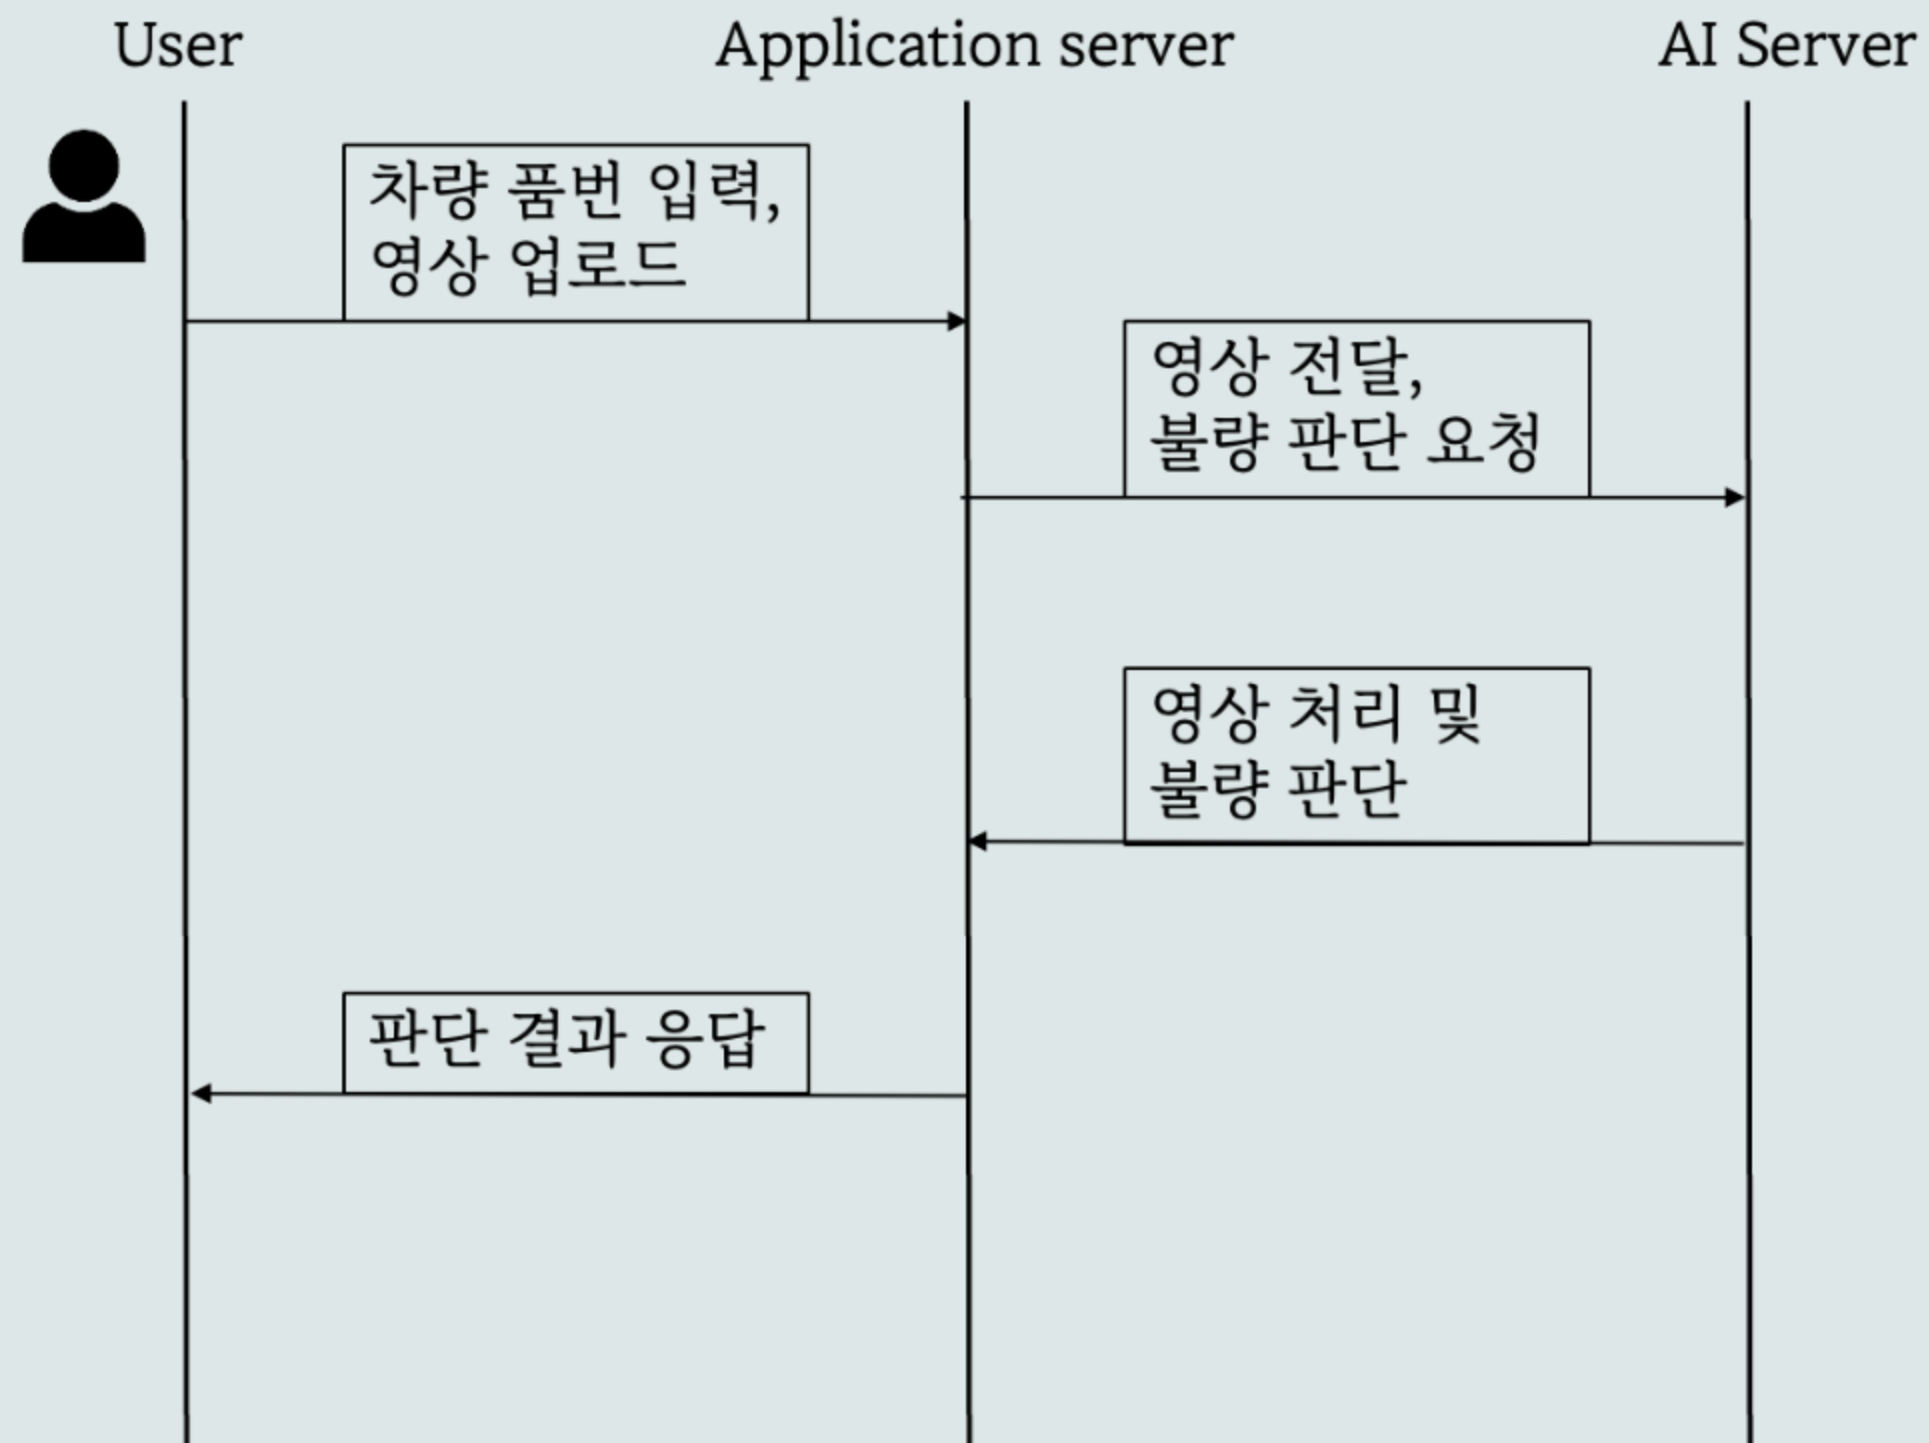 User
Application server
AI Server
차량 품번 입력,
영상 업로드
영상 전달,
불량 판단 요청
영상 처리 및
불량 판단
판단 결과 응답